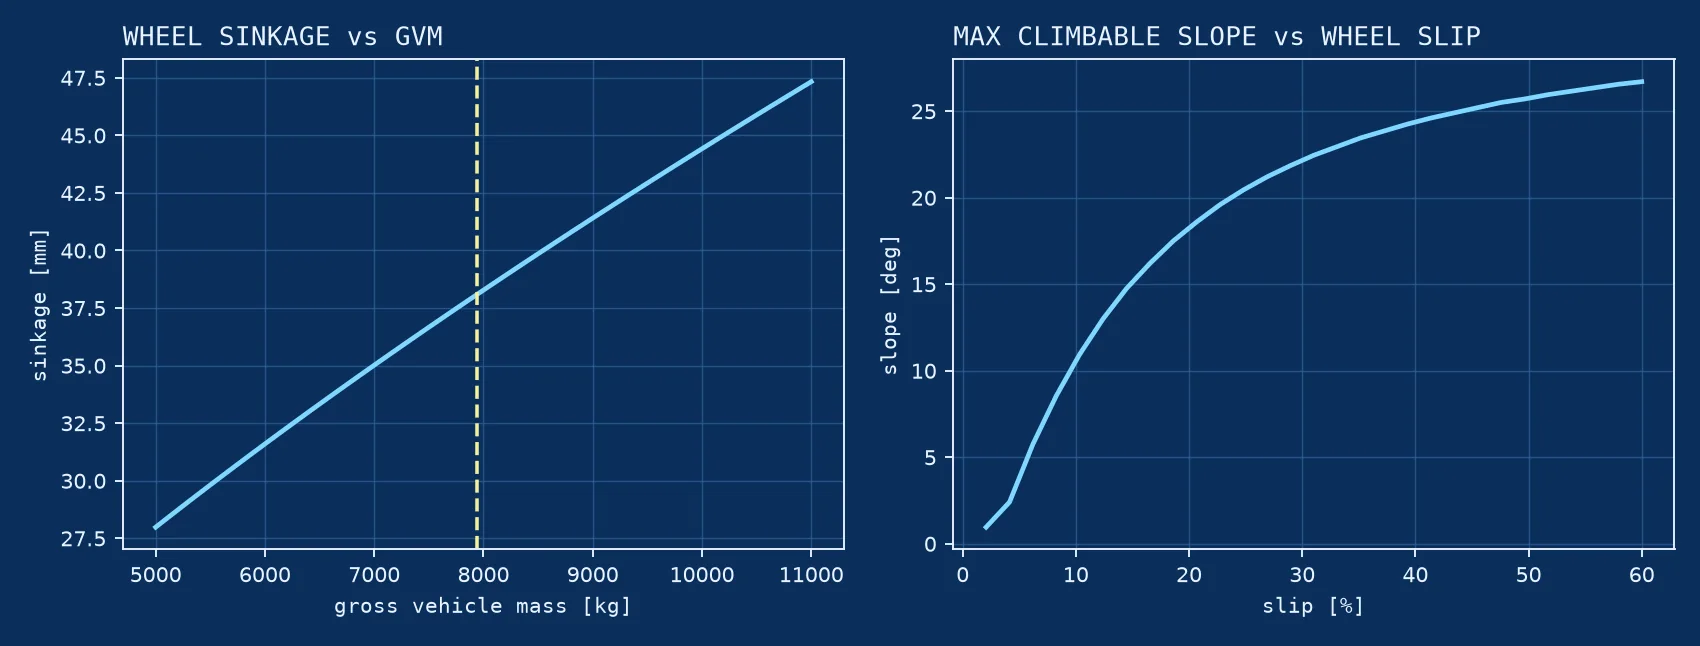 WHEEL SINKAGE vs GVM
47.5
45.0
42.5
40.0
37.5
35.0
32.5
30.0
27.5
sinkage [mm]
5000 6000 7000 8000 9000 10000 11000
gross vehicle mass [kg]
MAX CLIMBABLE SLOPE vs WHEEL SLIP
25
20
15
10
5
0
slope [deg]
0 10 20 30 40 50 60
slip [%]